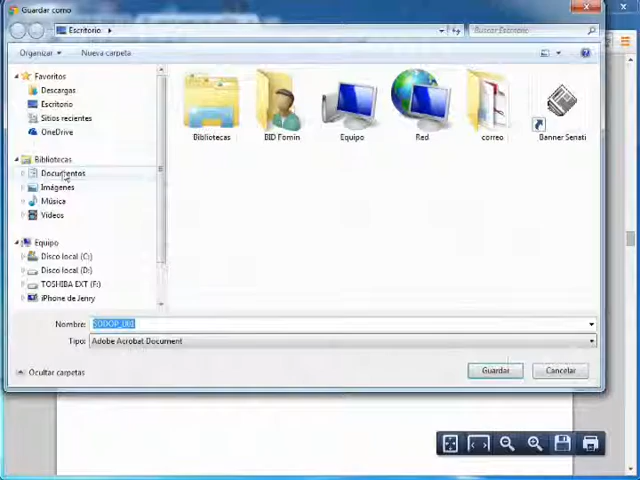 Guardar como
Escritorio
Buscar Escritorio
Organizar
Nueva carpeta
Favoritos
Descargas
Escritorio
Sitios recientes
OneDrive
Bibliotecas
Documentos
Imágenes
Música
Vídeos
Equipo
Disco local (C:)
Disco local (D:)
TOSHIBA EXT (F:)
iPhone de Jenry
Bibliotecas
BID Fomin
Equipo
Red
correo
Banner Senati
Nombre:
Tipo: Adobe Acrobat Document
Ocultar carpetas
Guardar
Cancelar